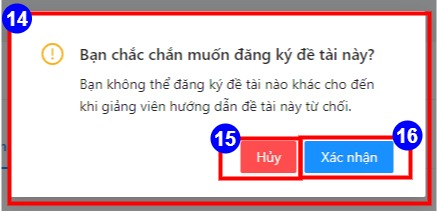 14
Bạn chắc chắn muốn đăng ký đề tài này?
Bạn không thể đăng ký đề tài nào khác cho đến
khi giảng viên hướng dẫn đề tài này từ chối.
15
16
Hủy
Xác nhận